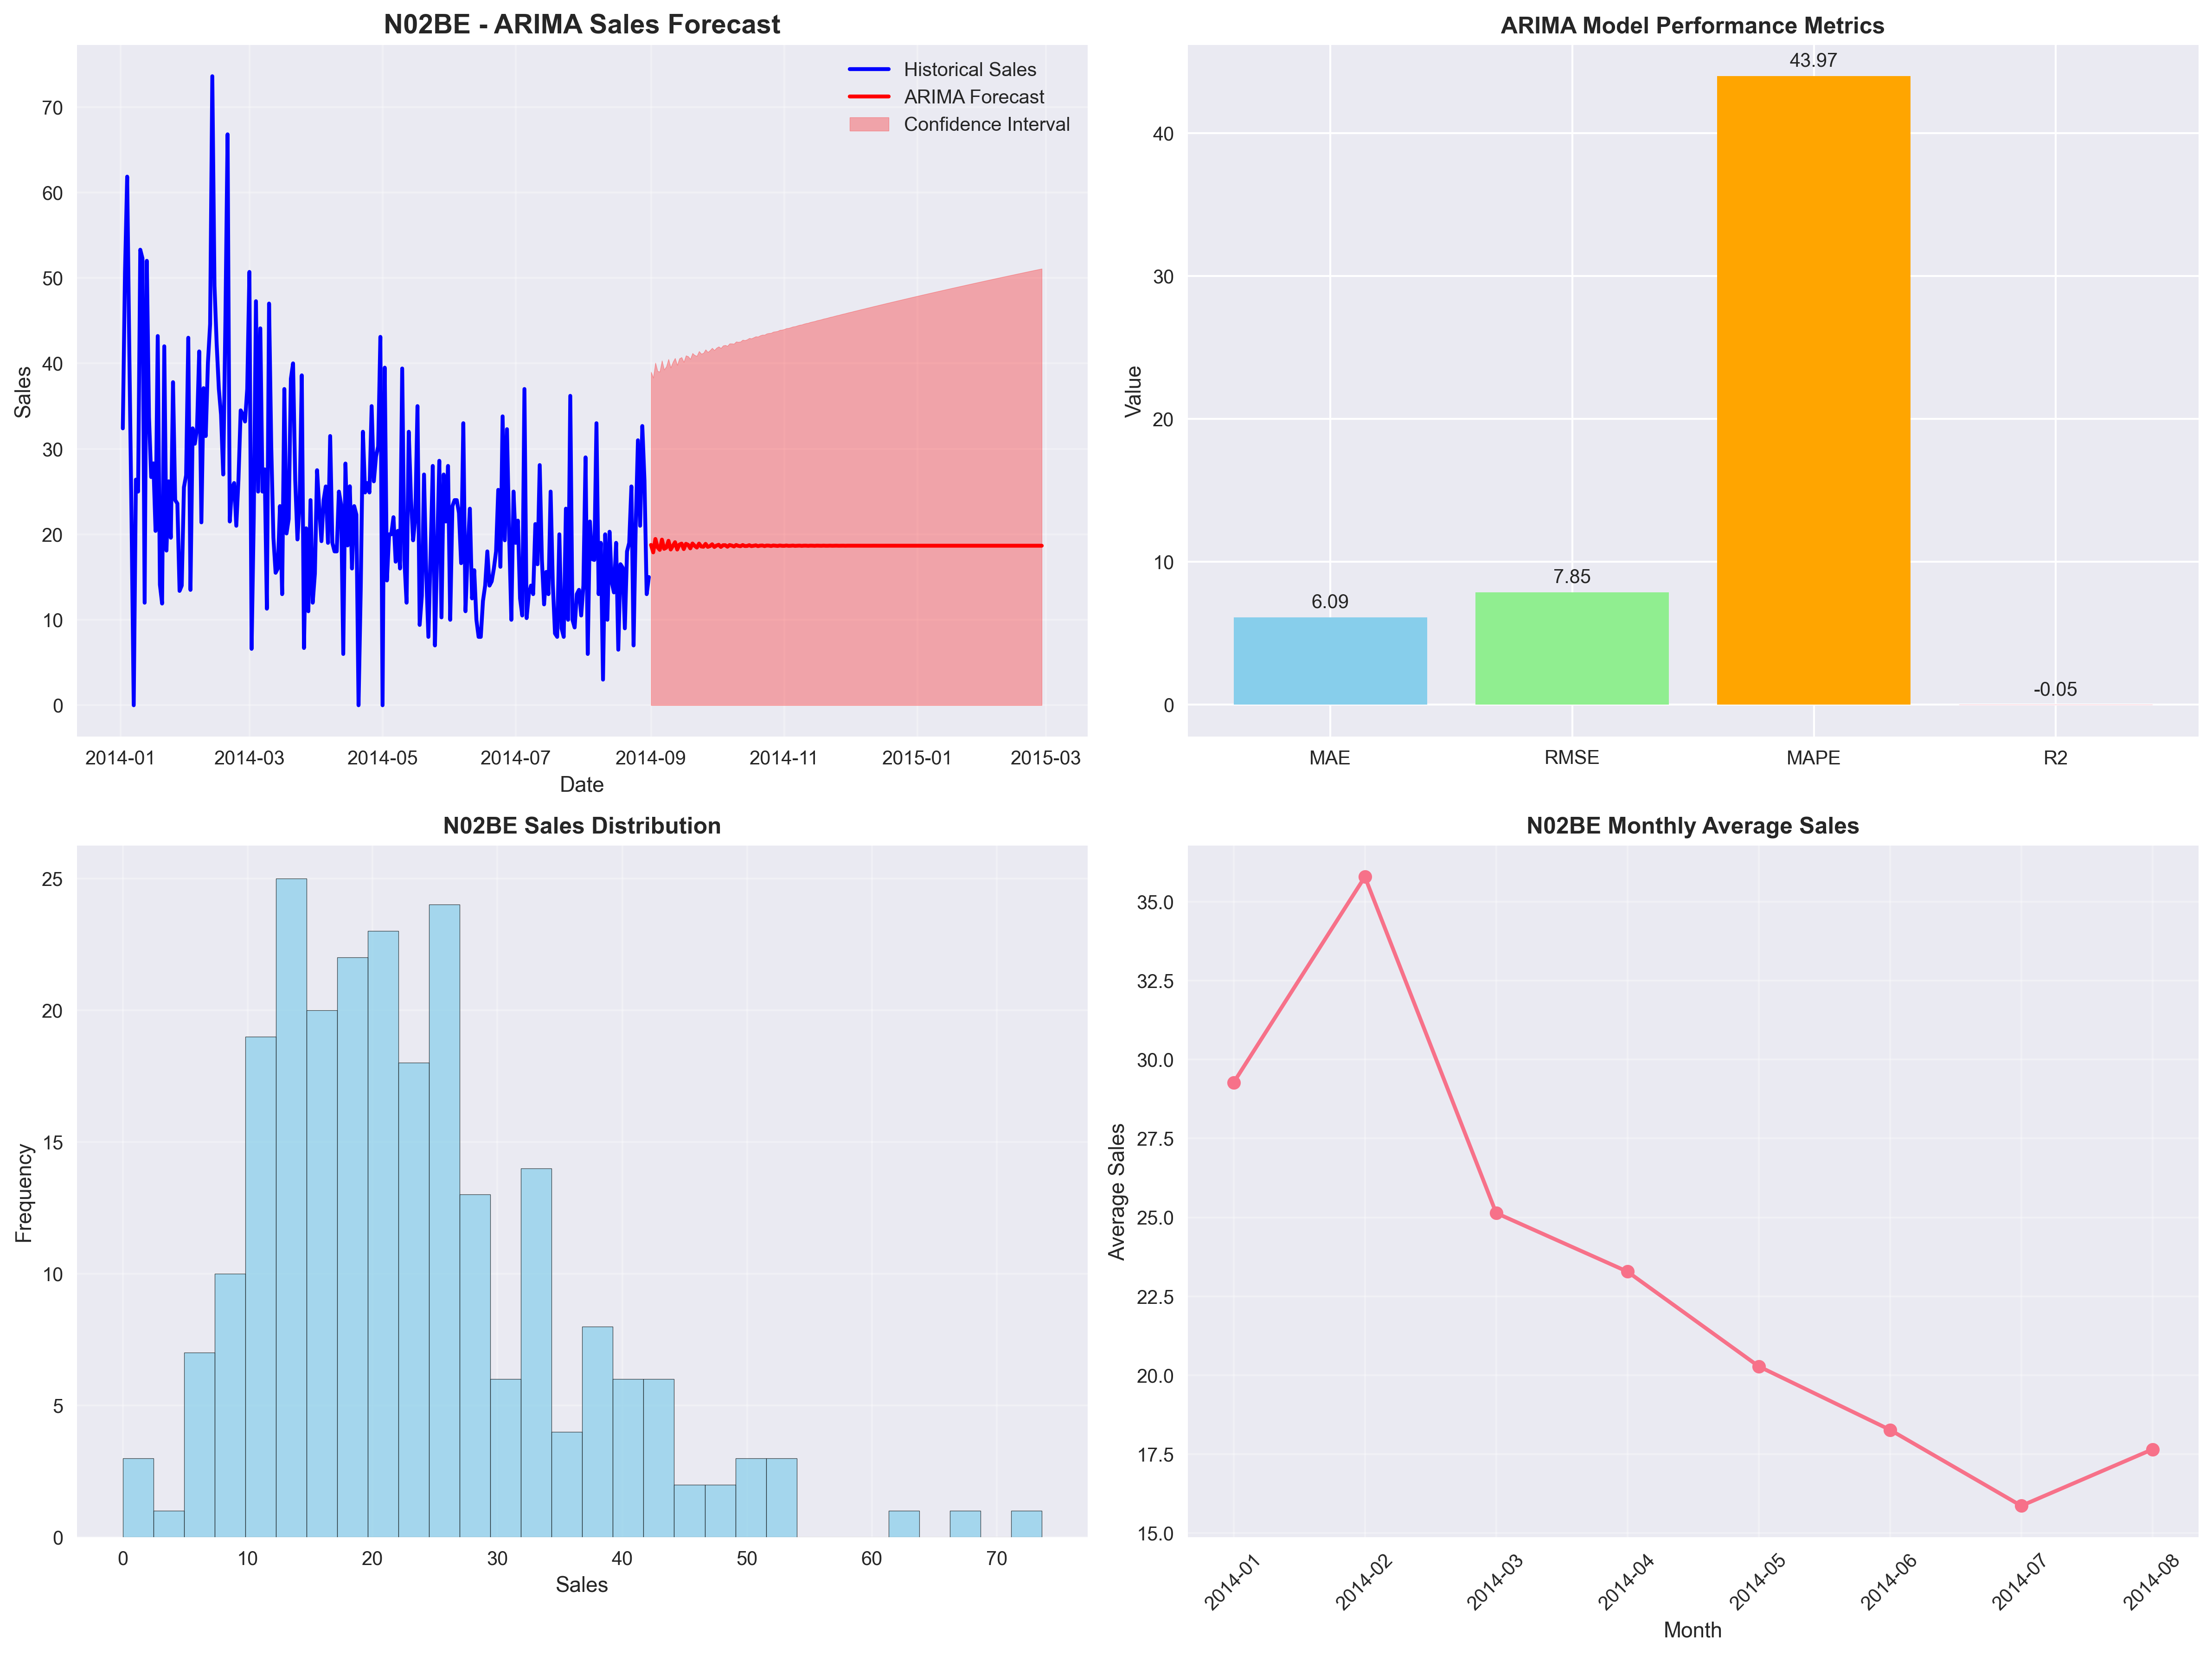 N02BE - ARIMA Sales Forecast
Historical Sales
ARIMA Forecast
Confidence Interval
Sales
70
60
50
40
30
20
10
0
2014-01 2014-03 2014-05 2014-07 2014-09 2014-11 2015-01 2015-03
Date
ARIMA Model Performance Metrics
Value
40
30
20
10
0
6.09
7.85
43.97
-0.05
MAE RMSE MAPE R2
N02BE Sales Distribution
Frequency
25
20
15
10
5
0
0 10 20 30 40 50 60 70
Sales
N02BE Monthly Average Sales
Average Sales
35.0
32.5
30.0
27.5
25.0
22.5
20.0
17.5
15.0
2014-01 2014-02 2014-03 2014-04 2014-05 2014-06 2014-07 2014-08
Month